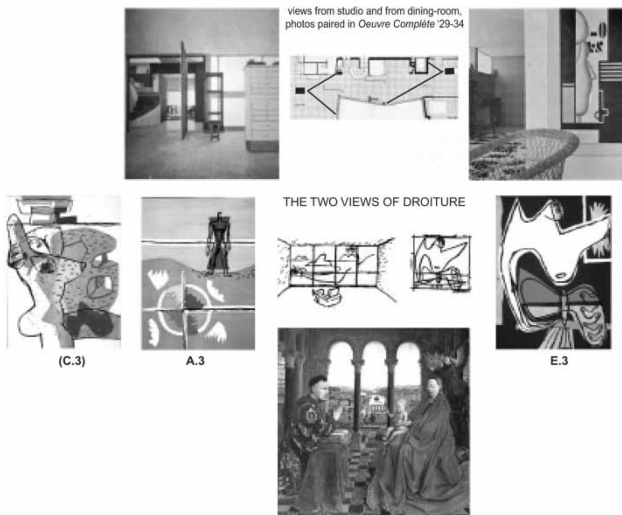 views from studio and from dining-room,
photos paired in Oeuvre Complète '29-34
THE TWO VIEWS OF DROITURE
(C.3)
A.3
E.3